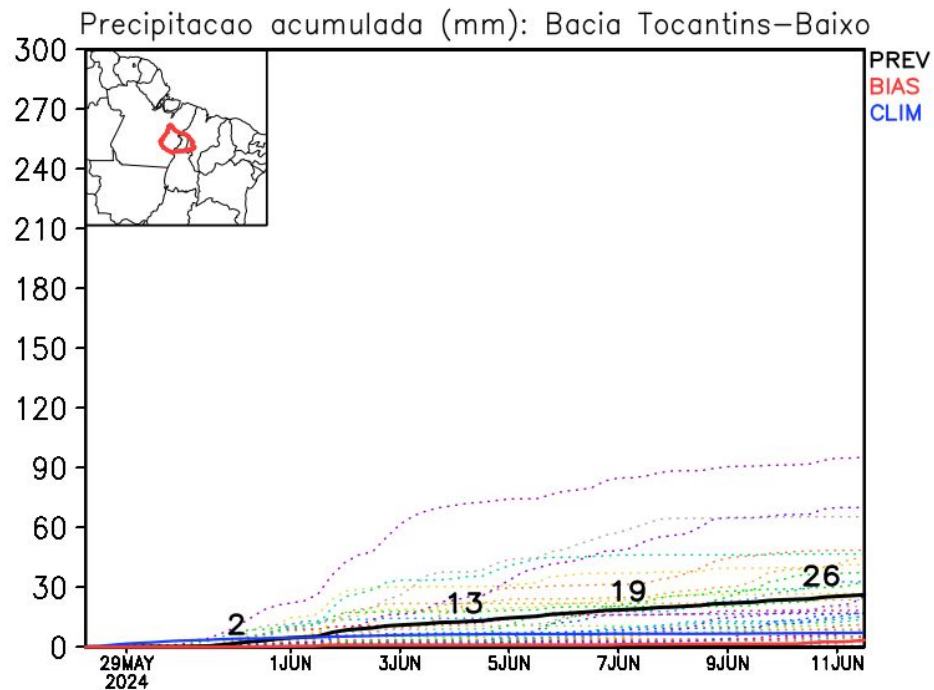 Precipitacao acumulada (mm): Bacia Tocantins-Baixo
300
270
240
210
180
150
120
90
60
30
0
PREV
BIAS
CLIM
2
13
19
26
29MAY
2024
1JUN
3JUN
5JUN
7JUN
9JUN
11JUN